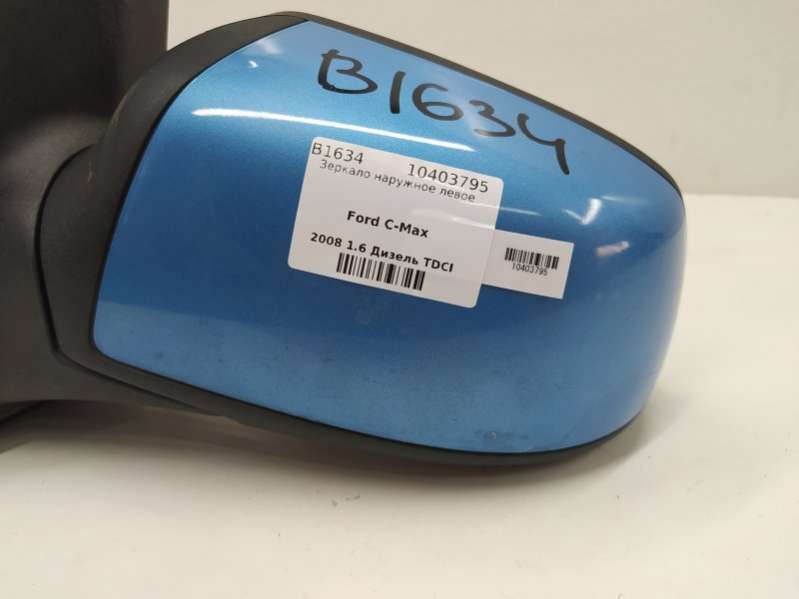 B1634
B1634 10403795
Зеркало наружное левое
Ford C-Max
2008 1.6 Дизель TDCI
10403795